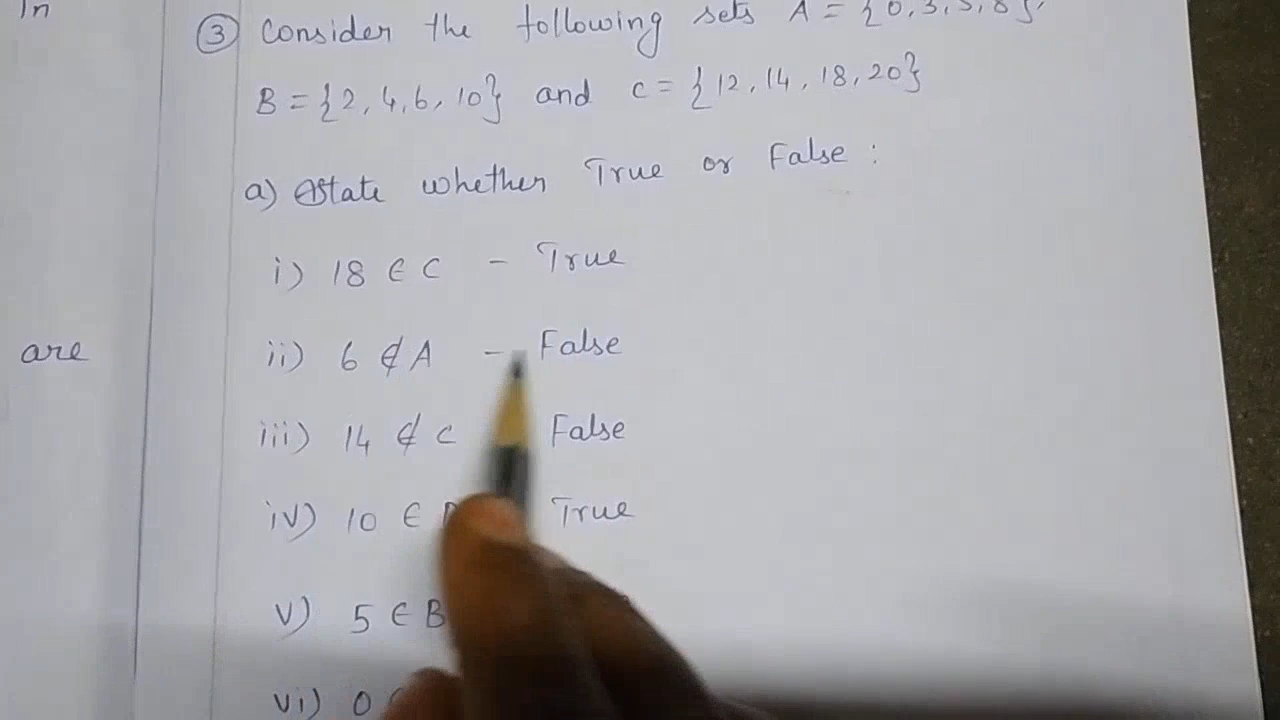 In
③ Consider the following sets A = {0, 3, 5, 8},
B = {2, 4, 6, 10} and C = {12, 14, 18, 20}
a) State whether True or False :
i) 18 ∈ C - True
are
ii) 6 ∉ A - False
iii) 14 ∉ C False
iv) 10 ∈ True
v) 5 ∈ B
vi) 0